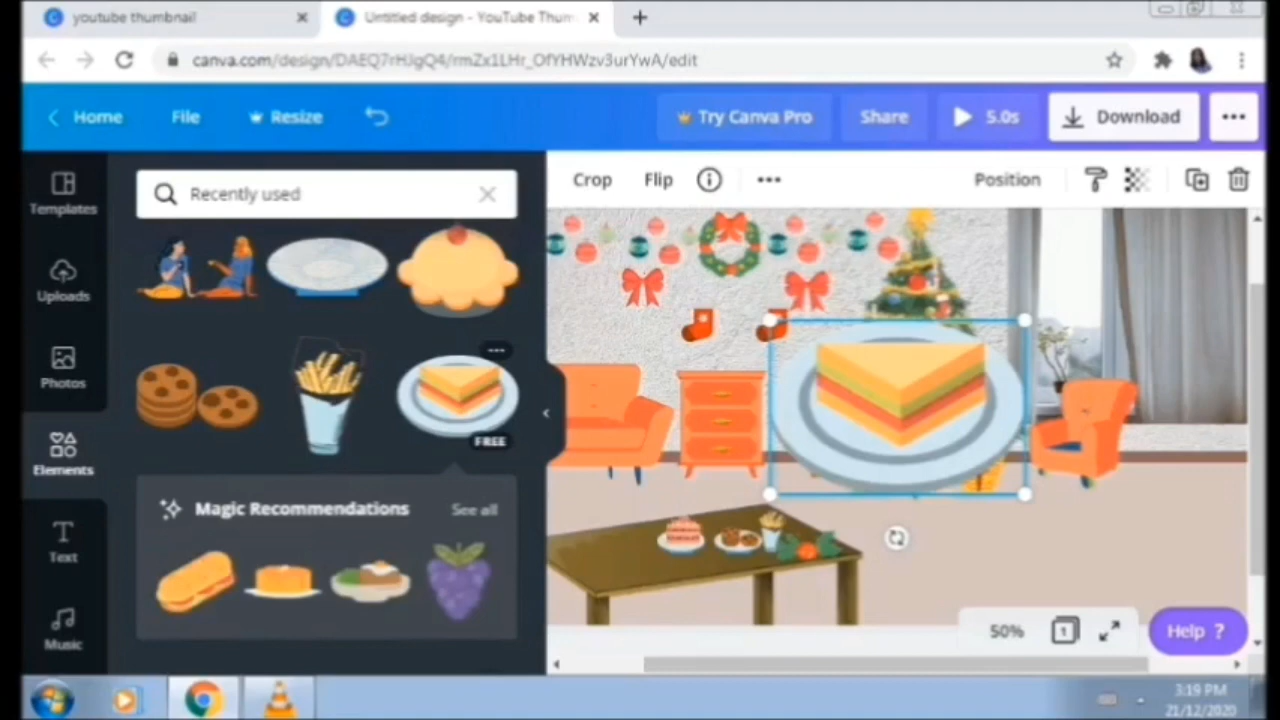 youtube thumbnail
Untitled design - YouTube Thum
canva.com/design/DAEQ7rHJgQ4/rmZx1LHr_OfYHWzv3urYwA/edit
Home
File
Resize
Try Canva Pro
Share
5.0s
Download
Templates
Recently used
Crop
Flip
Position
Uploads
Photos
FREE
Elements
Magic Recommendations
See all
Text
Music
50%
1
Help ?
3:19 PM
21/12/2020